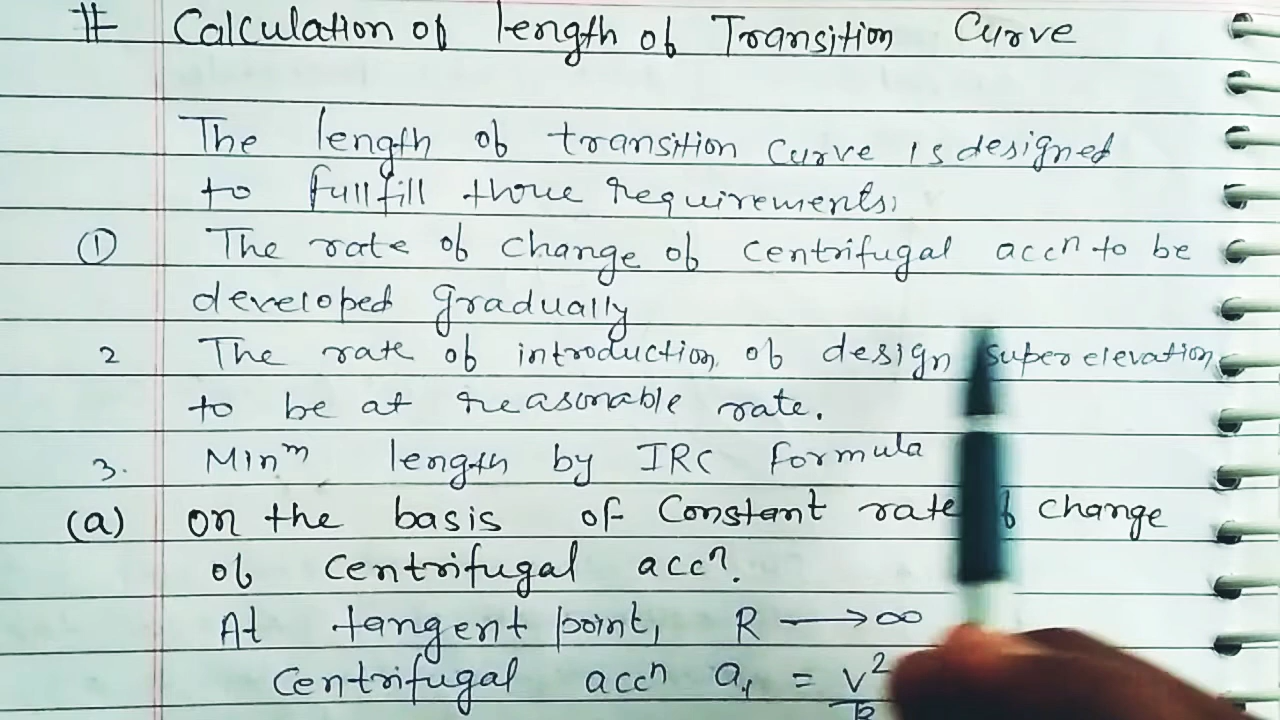 # Calculation of length of Transition Curve
The length of transition curve is designed
to fullfill three requirements,
① The rate of change of centrifugal accⁿ to be
developed gradually
2 The rate of introduction of design superelevation
to be at reasonable rate.
3. Minᵐ length by IRC formula
(a) on the basis of constant rate of change
of centrifugal accⁿ.
At tangent point, R ⟶ ∞
Centrifugal accⁿ a₁ = v²